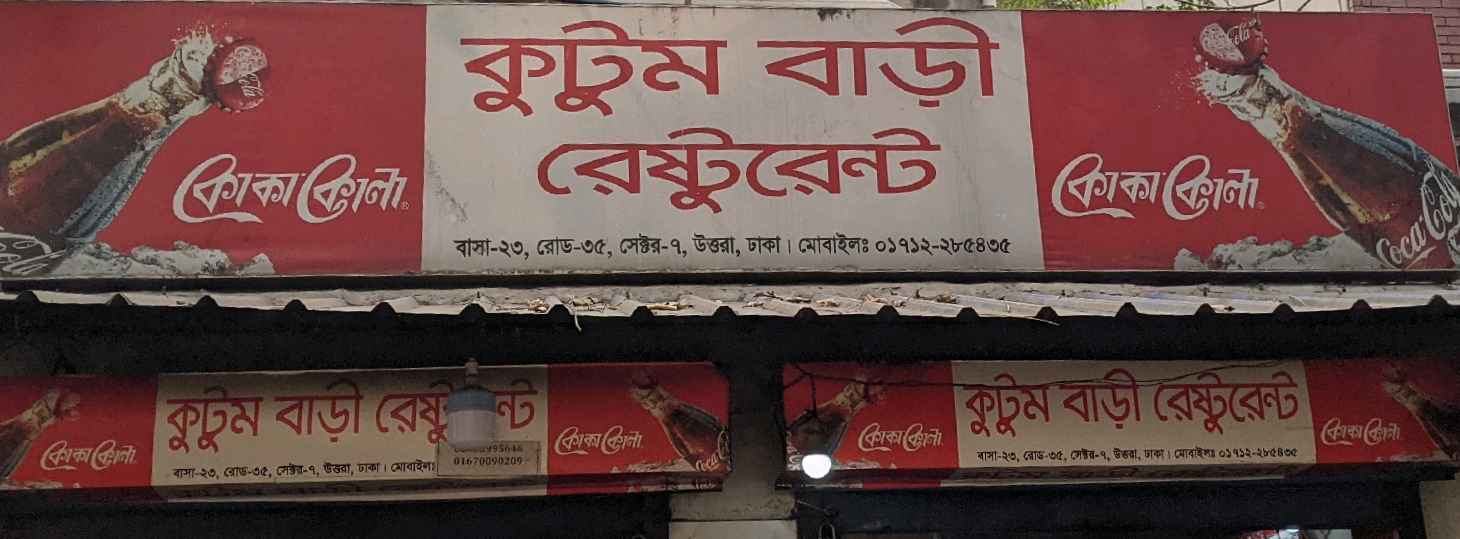 কুটুম বাড়ী
রেষ্টুরেন্ট
কোকা কোলা
কোকা কোলা
Coca Cola
বাসা-২৩, রোড-৩৫, সেক্টর-৭, উত্তরা, ঢাকা। মোবাইলঃ ০১৭১২-২৮৫৪৩৫
কুটুম বাড়ী রেষ্টুরেন্ট
কোকা কোলা
কোকা কোলা
বাসা-২৩, রোড-৩৫, সেক্টর-৭, উত্তরা, ঢাকা। মোবাইলঃ
01670090209
কুটুম বাড়ী রেষ্টুরেন্ট
কোকা কোলা
কোকা কোলা
বাসা-২৩, রোড-৩৫, সেক্টর-৭, উত্তরা, ঢাকা। মোবাইলঃ ০১৭১২-২৮৫৪৩৫